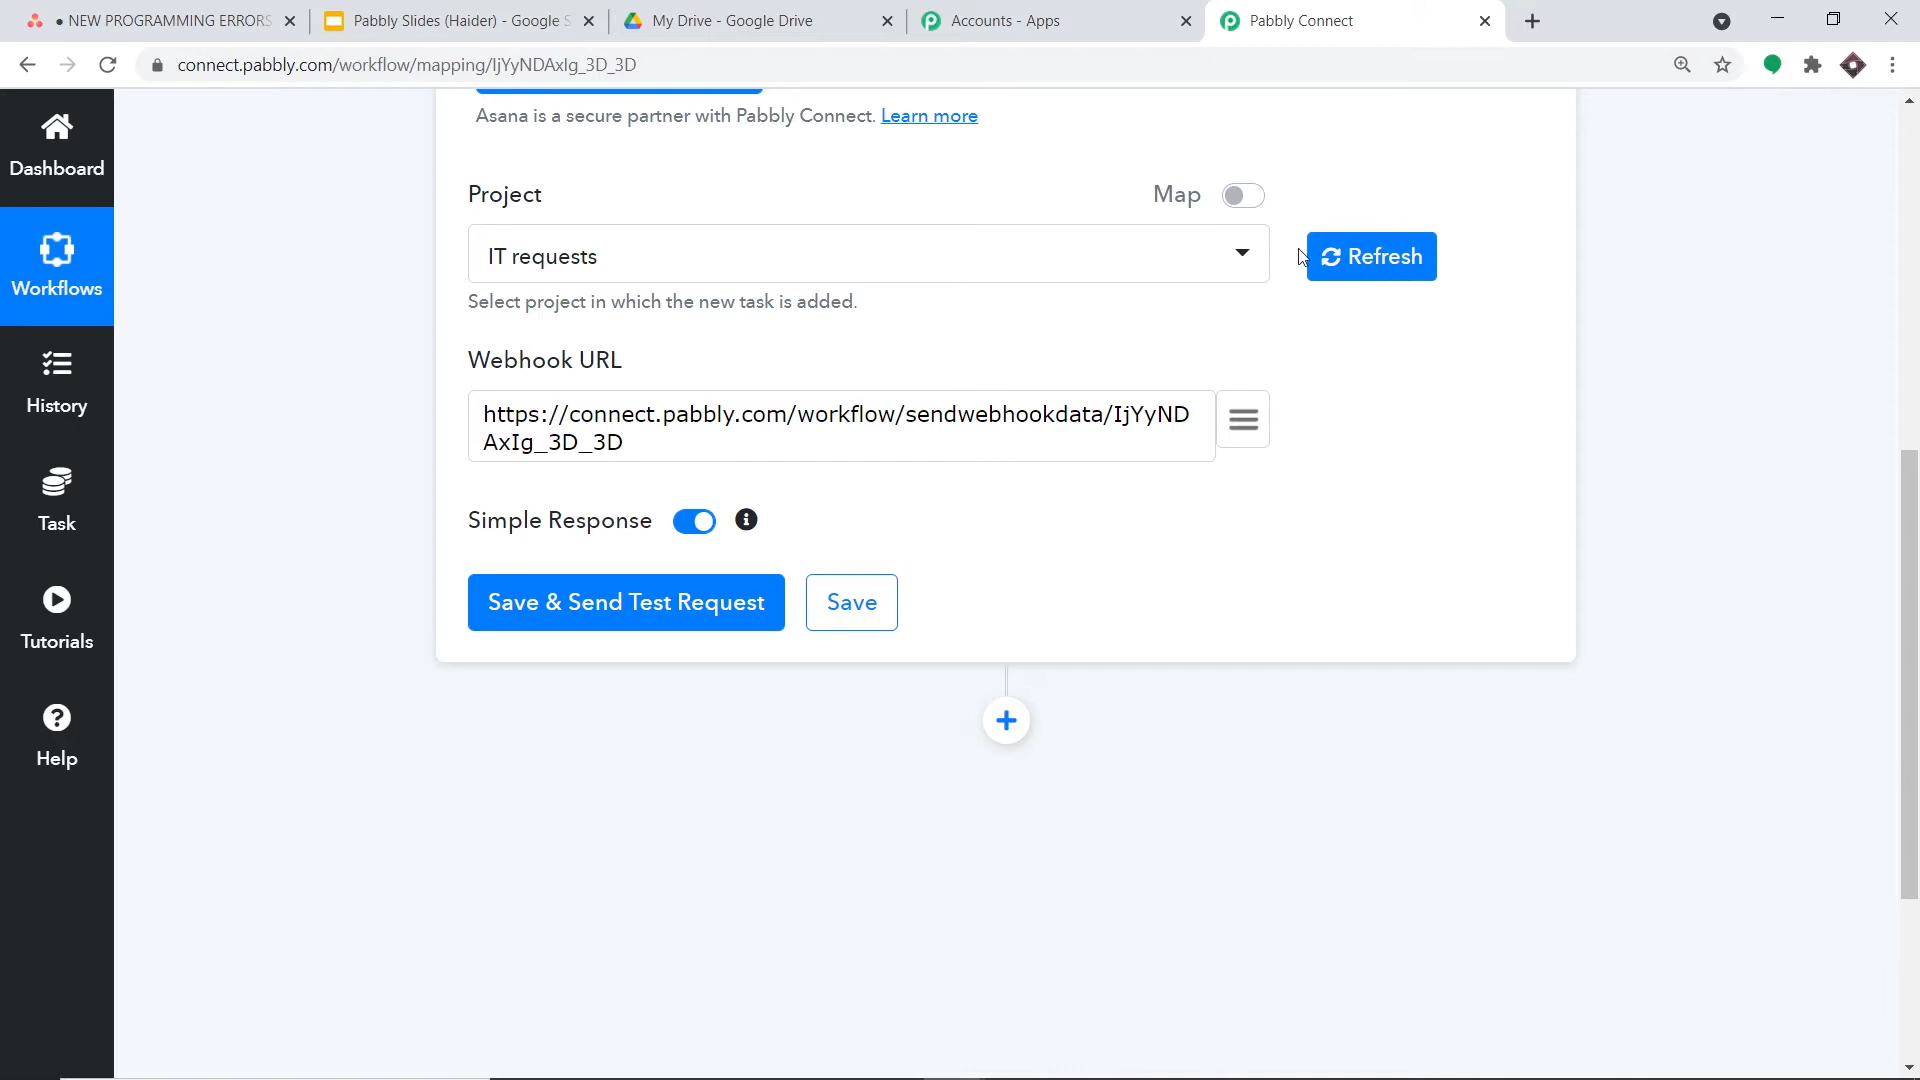 NEW PROGRAMMING ERRORS
Pabbly Slides (Haider) - Google S
My Drive - Google Drive
Accounts - Apps
Pabbly Connect
connect.pabbly.com/workflow/mapping/IjYyNDAxIg_3D_3D
Asana is a secure partner with Pabbly Connect. Learn more
Dashboard
Project
Map
IT requests
Refresh
Workflows
Select project in which the new task is added.
Webhook URL
History
https://connect.pabbly.com/workflow/sendwebhookdata/IjYyND
AxIg_3D_3D
Task
Simple Response
Save & Send Test Request
Save
Tutorials
Help